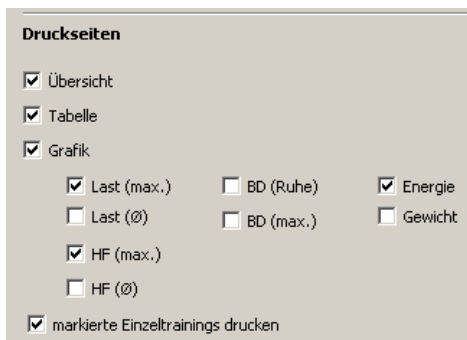 Druckseiten
Übersicht
Tabelle
Grafik
Last (max.) BD (Ruhe) Energie
Last (Ø) BD (max.) Gewicht
HF (max.)
HF (Ø)
markierte Einzeltrainings drucken